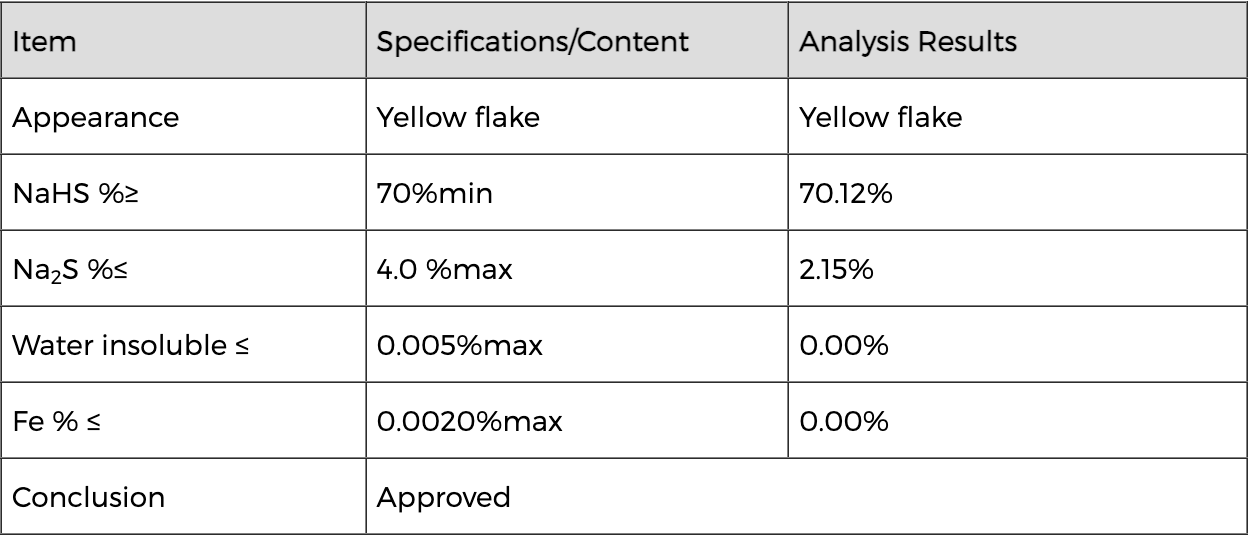 Item Specifications/Content Analysis Results
Appearance Yellow flake Yellow flake
NaHS %≥ 70%min 70.12%
Na₂S %≤ 4.0 %max 2.15%
Water insoluble ≤ 0.005%max 0.00%
Fe % ≤ 0.0020%max 0.00%
Conclusion Approved